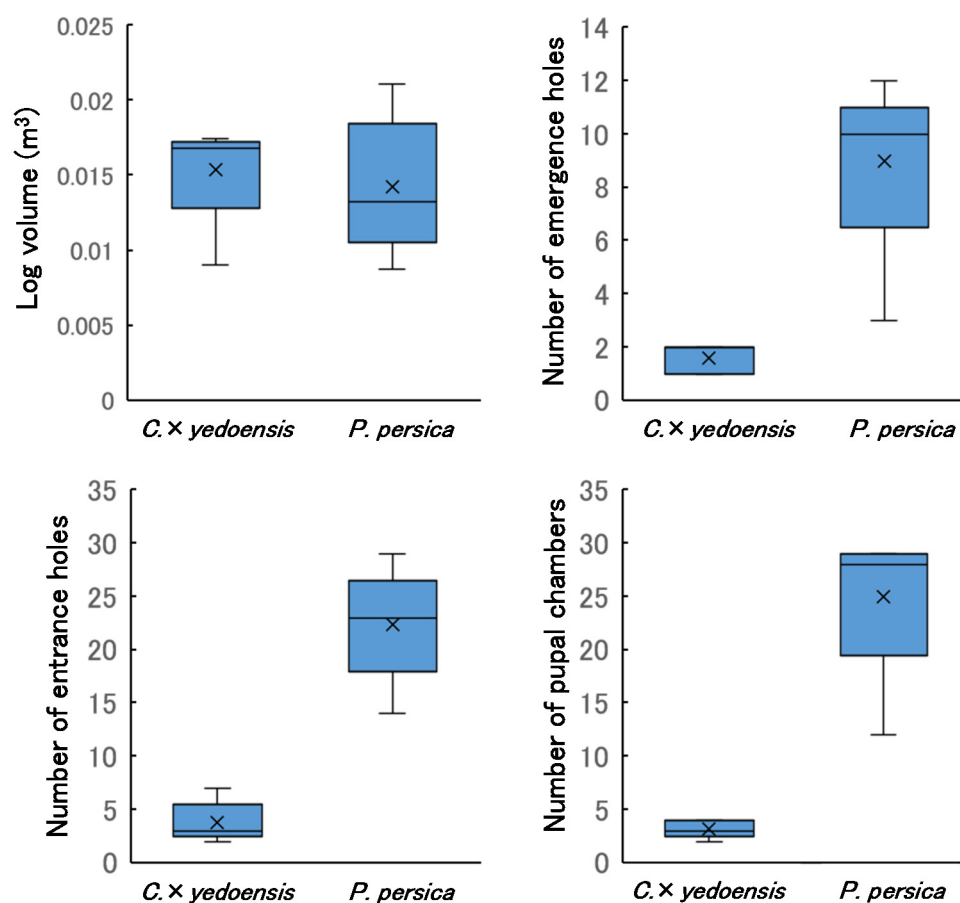 Log volume (m³)
0.025
0.02
0.015
0.01
0.005
0
C.× yedoensis
P. persica
Number of emergence holes
14
12
10
8
6
4
2
0
C.× yedoensis
P. persica
Number of entrance holes
35
30
25
20
15
10
5
0
C.× yedoensis
P. persica
Number of pupal chambers
35
30
25
20
15
10
5
0
C.× yedoensis
P. persica